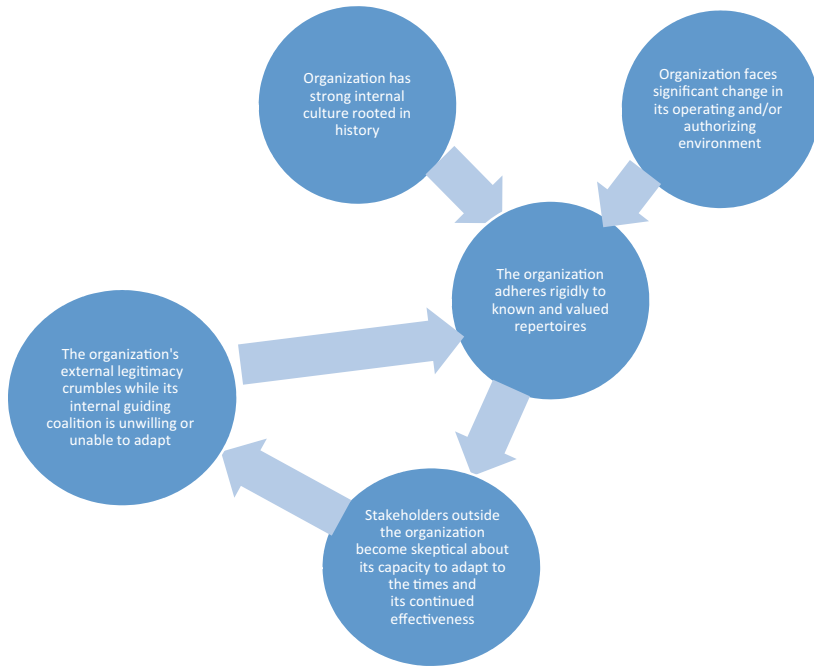 Organization has
strong internal
culture rooted in
history
Organization faces
significant change in
its operating and/or
authorizing
environment
The organization
adheres rigidly to
known and valued
repertoires
The organization's
external legitimacy
crumbles while its
internal guiding
coalition is unwilling or
unable to adapt
Stakeholders outside
the organization
become skeptical about
its capacity to adapt to
the times and
its continued
effectiveness